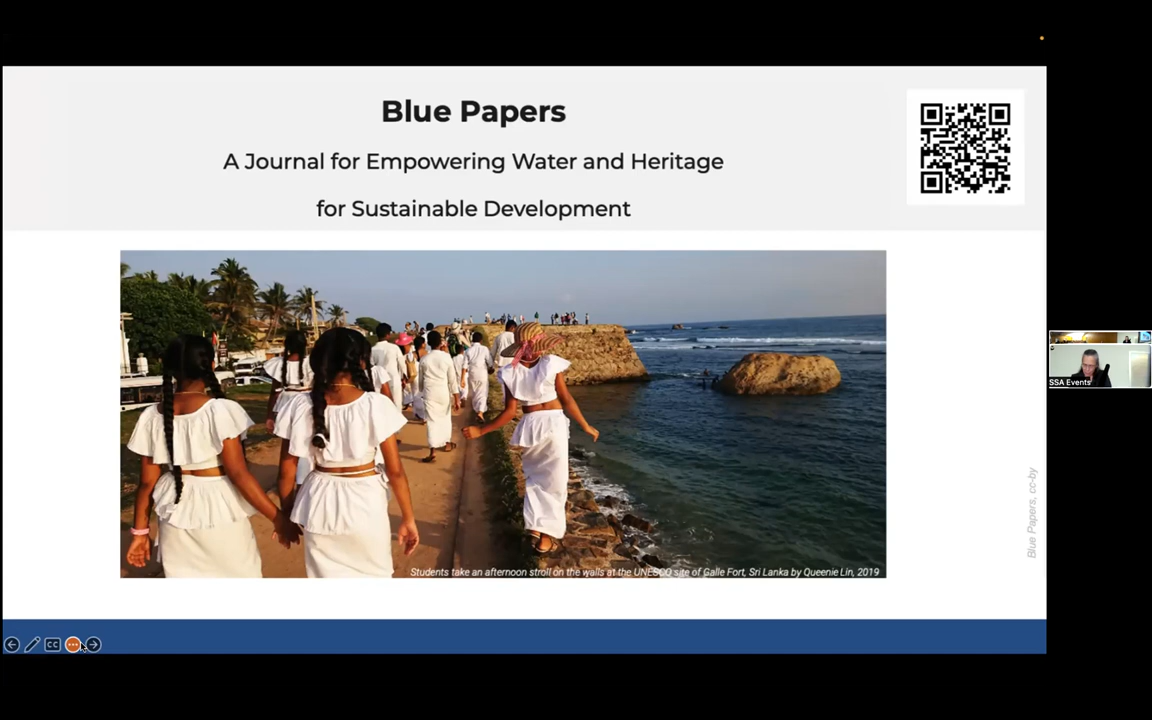 Blue Papers
A Journal for Empowering Water and Heritage
for Sustainable Development
Students take an afternoon stroll on the walls at the UNESCO site of Galle Fort, Sri Lanka by Queenie Lin, 2019
Blue Papers, cc-by
SSA Events
CC